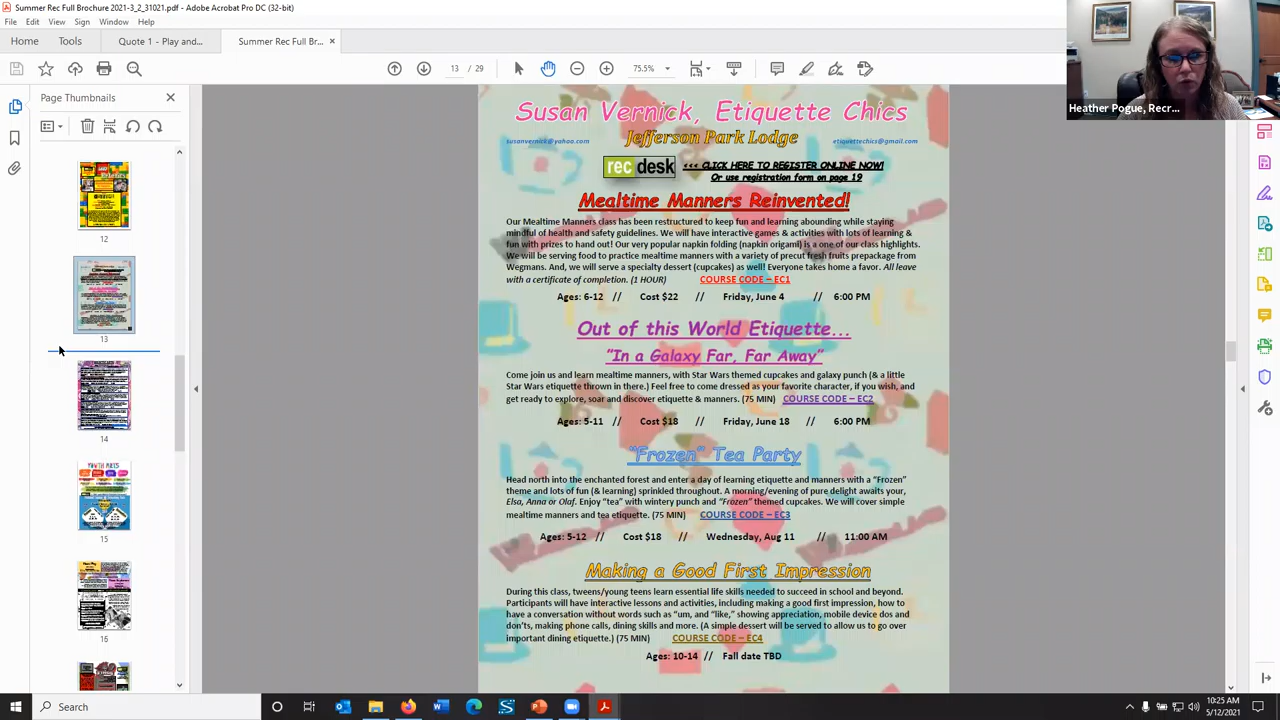 Summer Rec Full Brochure 2021-3_2_31021.pdf - Adobe Acrobat Pro DC (32-bit)
File Edit View Sign Window Help
Home Tools Quote 1 - Play and... Summer Rec Full Br... ×
13 75.5%
Page Thumbnails
12
13
14
15
16
Susan Vernick, Etiquette Chics
Jefferson Park Lodge
susanvernick@yahoo.com etiquettechics@gmail.com
rec desk <<< CLICK HERE TO REGISTER ONLINE NOW!
Or use registration form on page 19
Mealtime Manners Reinvented!
Our Mealtime Manners class has been restructured to keep fun and learning abounding while staying
mindful of health and safety guidelines. We will have interactive games & activities with lots of learning &
fun with prizes to hand out! Our very popular napkin folding (napkin origami) is a one of our class highlights.
We will be serving food to practice mealtime manners with a variety of precut fresh fruits prepackage from
Wegmans. And, we will serve a specialty dessert (cupcakes) as well! Everyone takes home a favor. All leave
with a certificate of completion. (1 HOUR) COURSE CODE – EC1
Ages: 6-12 // Cost $22 // Friday, June 4 // 6:00 PM
Out of this World Etiquette...
"In a Galaxy Far, Far Away"
Come join us and learn mealtime manners, with Star Wars themed cupcakes and galaxy punch (& a little
Star Wars etiquette thrown in there.) Feel free to come dressed as your favorite character, if you wish, and
get ready to explore, soar and discover etiquette & manners. (75 MIN) COURSE CODE – EC2
Ages: 5-11 // Cost $18 // Friday, June 18 // 6:00 PM
"Frozen" Tea Party
Head north into the enchanted forest and enter a day of learning etiquette and manners with a "Frozen"
theme and lots of fun (& learning) sprinkled throughout. A morning/evening of pure delight awaits your,
Elsa, Anna or Olaf. Enjoy "tea" with wintery punch and "Frozen" themed cupcakes. We will cover simple
mealtime manners and tea etiquette. (75 MIN) COURSE CODE – EC3
Ages: 5-12 // Cost $18 // Wednesday, Aug 11 // 11:00 AM
Making a Good First Impression
During this class, tweens/young teens learn essential life skills needed to succeed in school and beyond.
Participants will have interactive lessons and activities, including making a good first impression, how to
have a conversation without words such as "um, and "like," showing appreciation, mobile device dos and
don'ts, making phone calls, dining skills and more. (A simple dessert will be served to allow us to go over
important dining etiquette.) (75 MIN) COURSE CODE – EC4
Ages: 10-14 // Fall date TBD
Heather Pogue, Recr...
Search
10:25 AM
5/12/2021